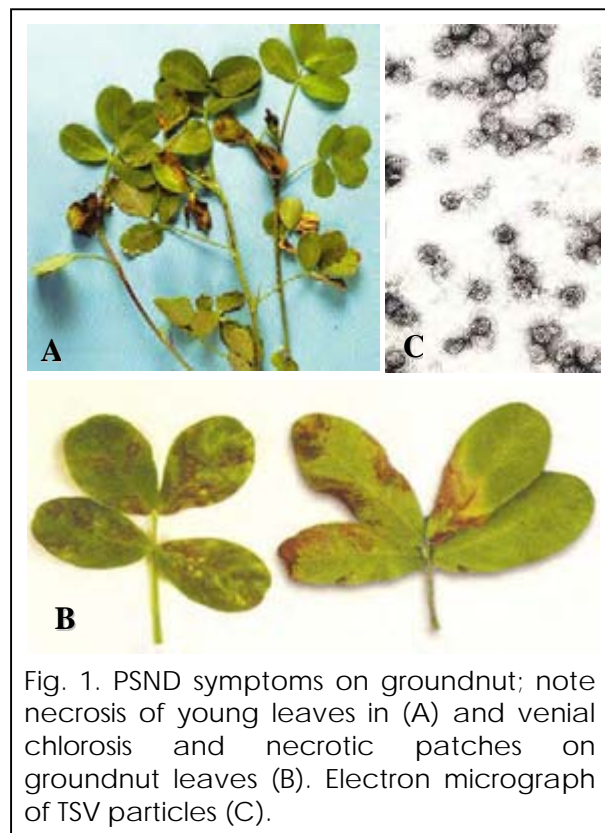 A
C
B
Fig. 1. PSND symptoms on groundnut; note
necrosis of young leaves in (A) and venial
chlorosis and necrotic patches on
groundnut leaves (B). Electron micrograph
of TSV particles (C).